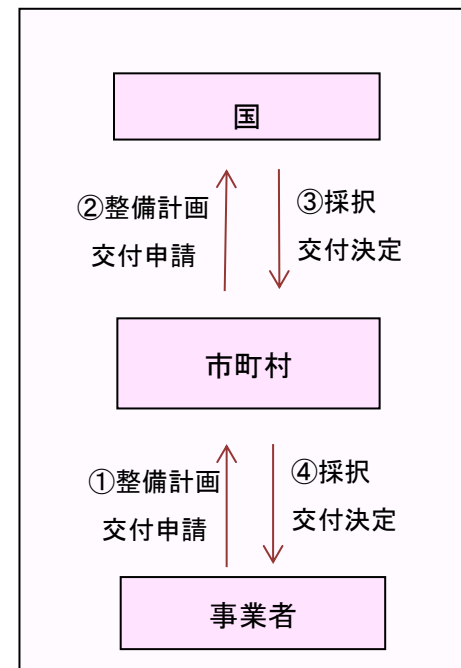 国
②整備計画
交付申請
③採択
交付決定
市町村
①整備計画
交付申請
④採択
交付決定
事業者